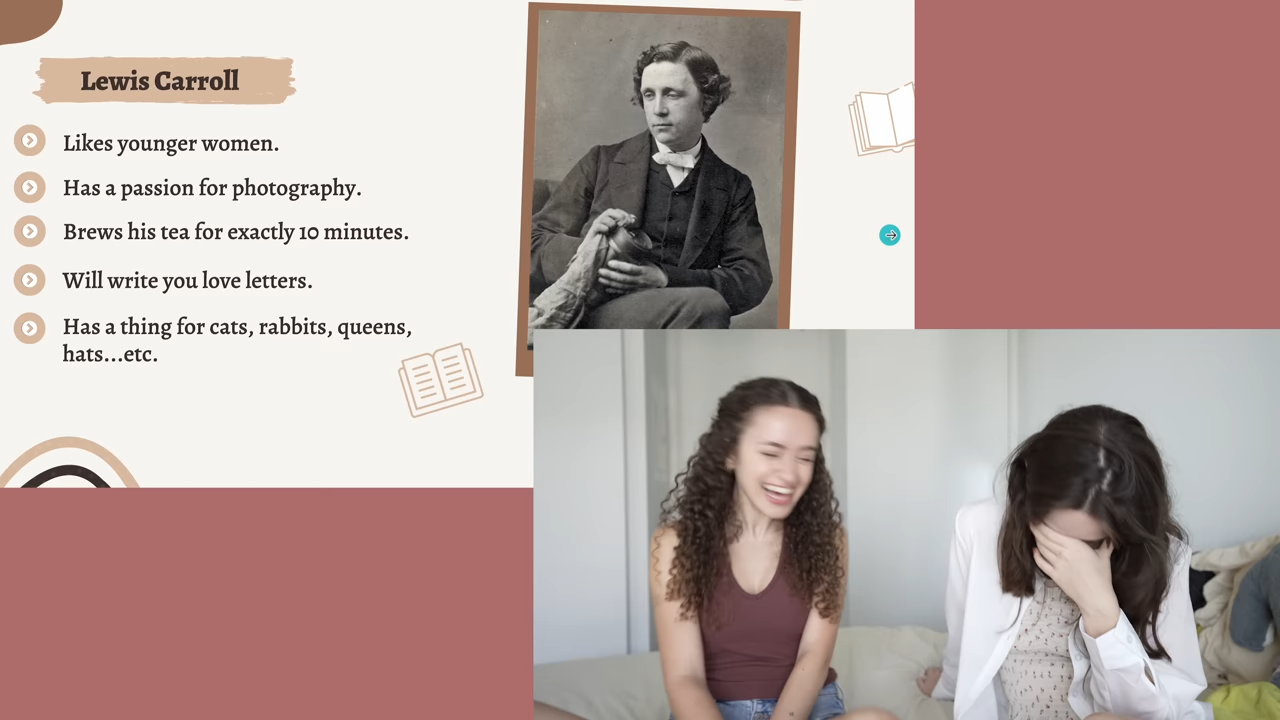 Lewis Carroll
Likes younger women.
Has a passion for photography.
Brews his tea for exactly 10 minutes.
Will write you love letters.
Has a thing for cats, rabbits, queens,
hats...etc.